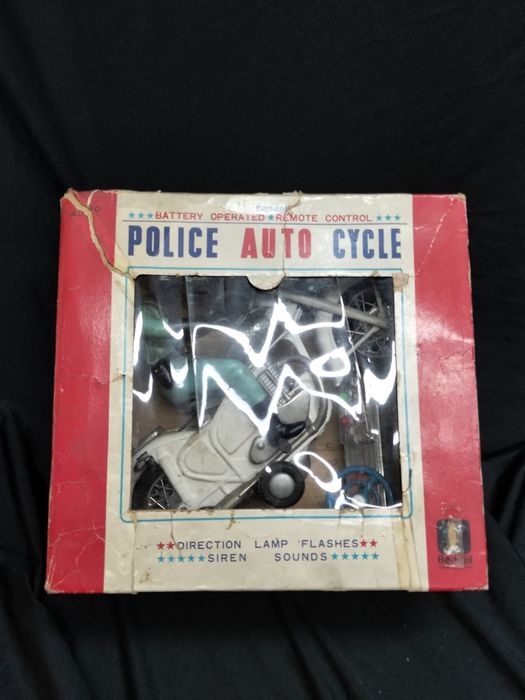 ★★★BATTERY OPERATED★REMOTE CONTROL★★★
POLICE AUTO CYCLE
★★DIRECTION LAMP FLASHES★★
★★★★★SIREN SOUNDS★★★★★